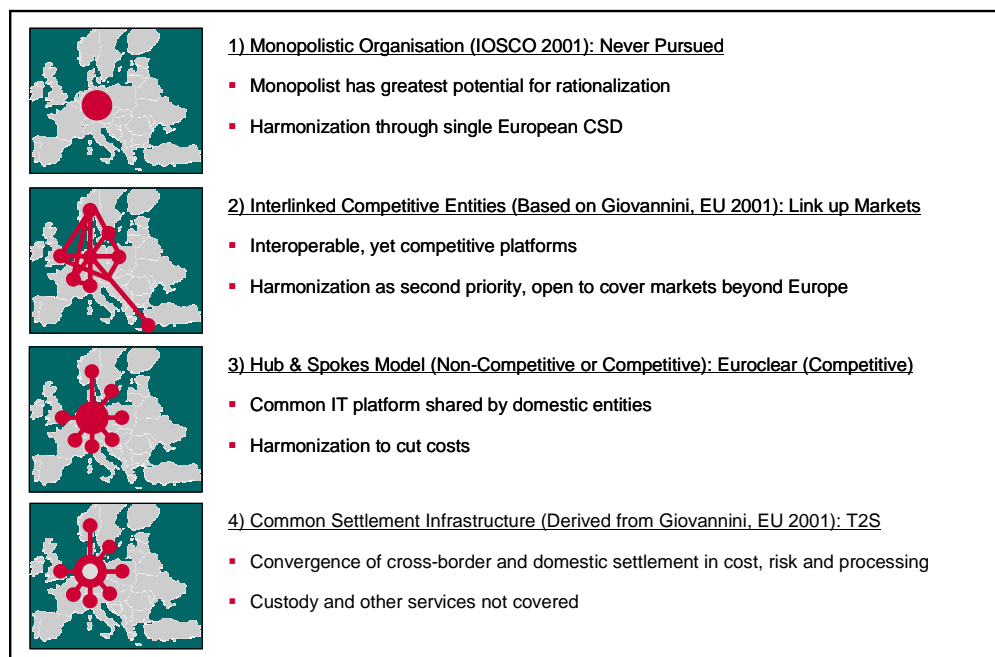 1) Monopolistic Organisation (IOSCO 2001): Never Pursued
▪ Monopolist has greatest potential for rationalization
▪ Harmonization through single European CSD
2) Interlinked Competitive Entities (Based on Giovannini, EU 2001): Link up Markets
▪ Interoperable, yet competitive platforms
▪ Harmonization as second priority, open to cover markets beyond Europe
3) Hub & Spokes Model (Non-Competitive or Competitive): Euroclear (Competitive)
▪ Common IT platform shared by domestic entities
▪ Harmonization to cut costs
4) Common Settlement Infrastructure (Derived from Giovannini, EU 2001): T2S
▪ Convergence of cross-border and domestic settlement in cost, risk and processing
▪ Custody and other services not covered